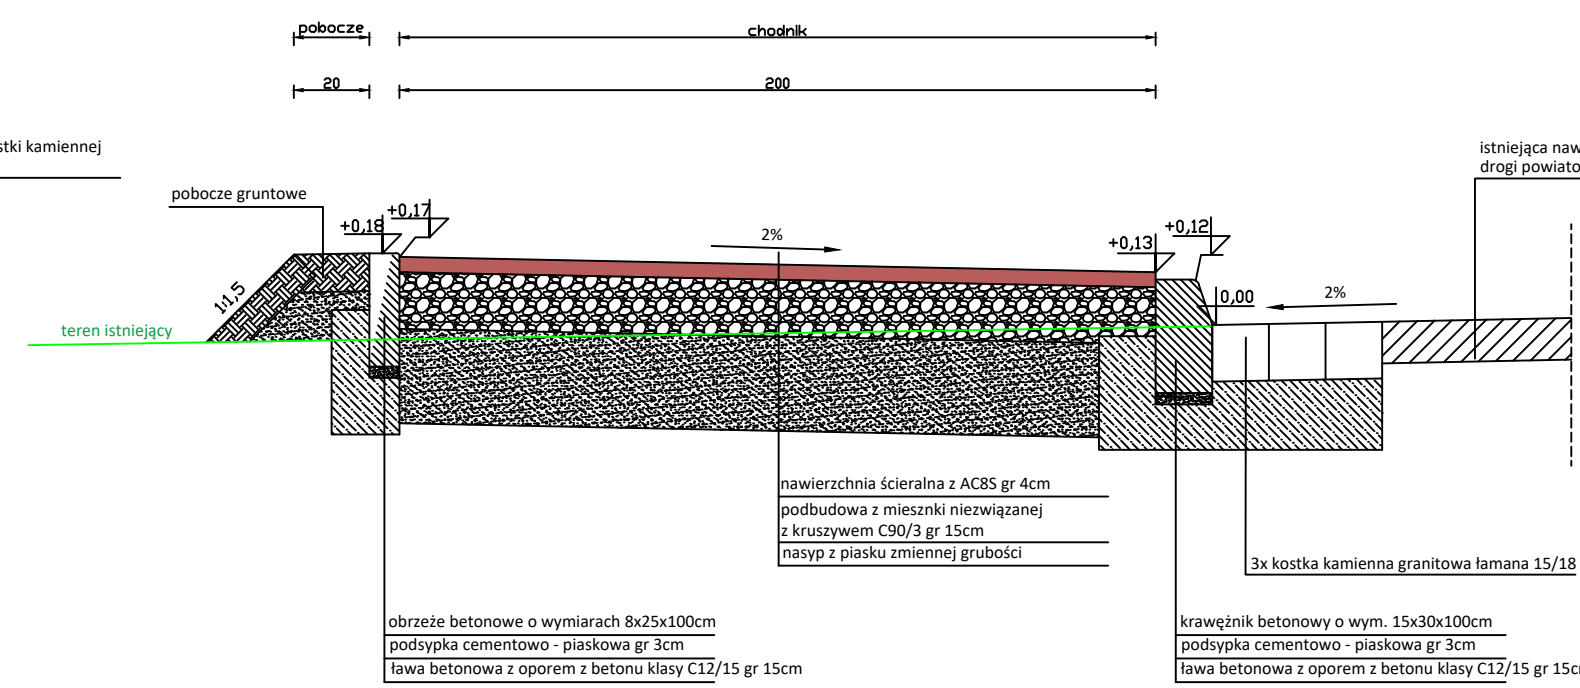 pobocze
chodnik
20
200
stki kamiennej
istniejąca naw
drogi powiato
pobocze gruntowe
+0,18
+0,17
2%
+0,13
+0,12
0,00
2%
1:1,5
teren istniejący
nawierzchnia ścieralna z AC8S gr 4cm
podbudowa z miesznki niezwiązanej
z kruszywem C90/3 gr 15cm
nasyp z piasku zmiennej grubości
3x kostka kamienna granitowa łamana 15/18
obrzeże betonowe o wymiarach 8x25x100cm
podsypka cementowo - piaskowa gr 3cm
ława betonowa z oporem z betonu klasy C12/15 gr 15cm
krawężnik betonowy o wym. 15x30x100cm
podsypka cementowo - piaskowa gr 3cm
ława betonowa z oporem z betonu klasy C12/15 gr 15c